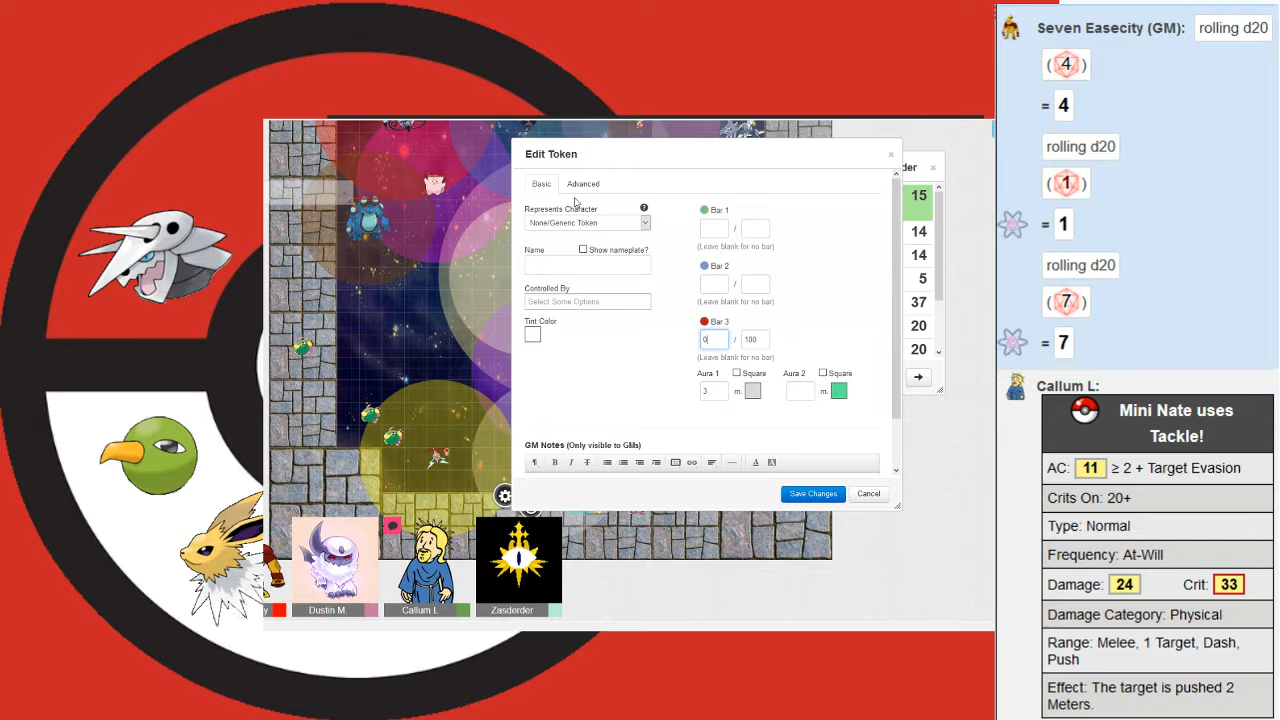 Edit Token
Basic
Advanced
Represents Character
None/Generic Token
Name
Show nameplate?
Controlled By
Select Some Options
Tint Color
Bar 1
/
(Leave blank for no bar)
Bar 2
/
(Leave blank for no bar)
Bar 3
0 / 100
(Leave blank for no bar)
Aura 1
Square
Aura 2
Square
3 m.
m.
GM Notes (Only visible to GMs)
Save Changes
Cancel
der
15
14
14
5
37
20
20
Dustin M.
Callum L
Zasderder
Seven Easecity (GM):
rolling d20
(4)
= 4
rolling d20
(1)
= 1
rolling d20
(7)
= 7
Callum L:
Mini Nate uses
Tackle!
AC: 11 ≥ 2 + Target Evasion
Crits On: 20+
Type: Normal
Frequency: At-Will
Damage: 24 Crit: 33
Damage Category: Physical
Range: Melee, 1 Target, Dash,
Push
Effect: The target is pushed 2
Meters.